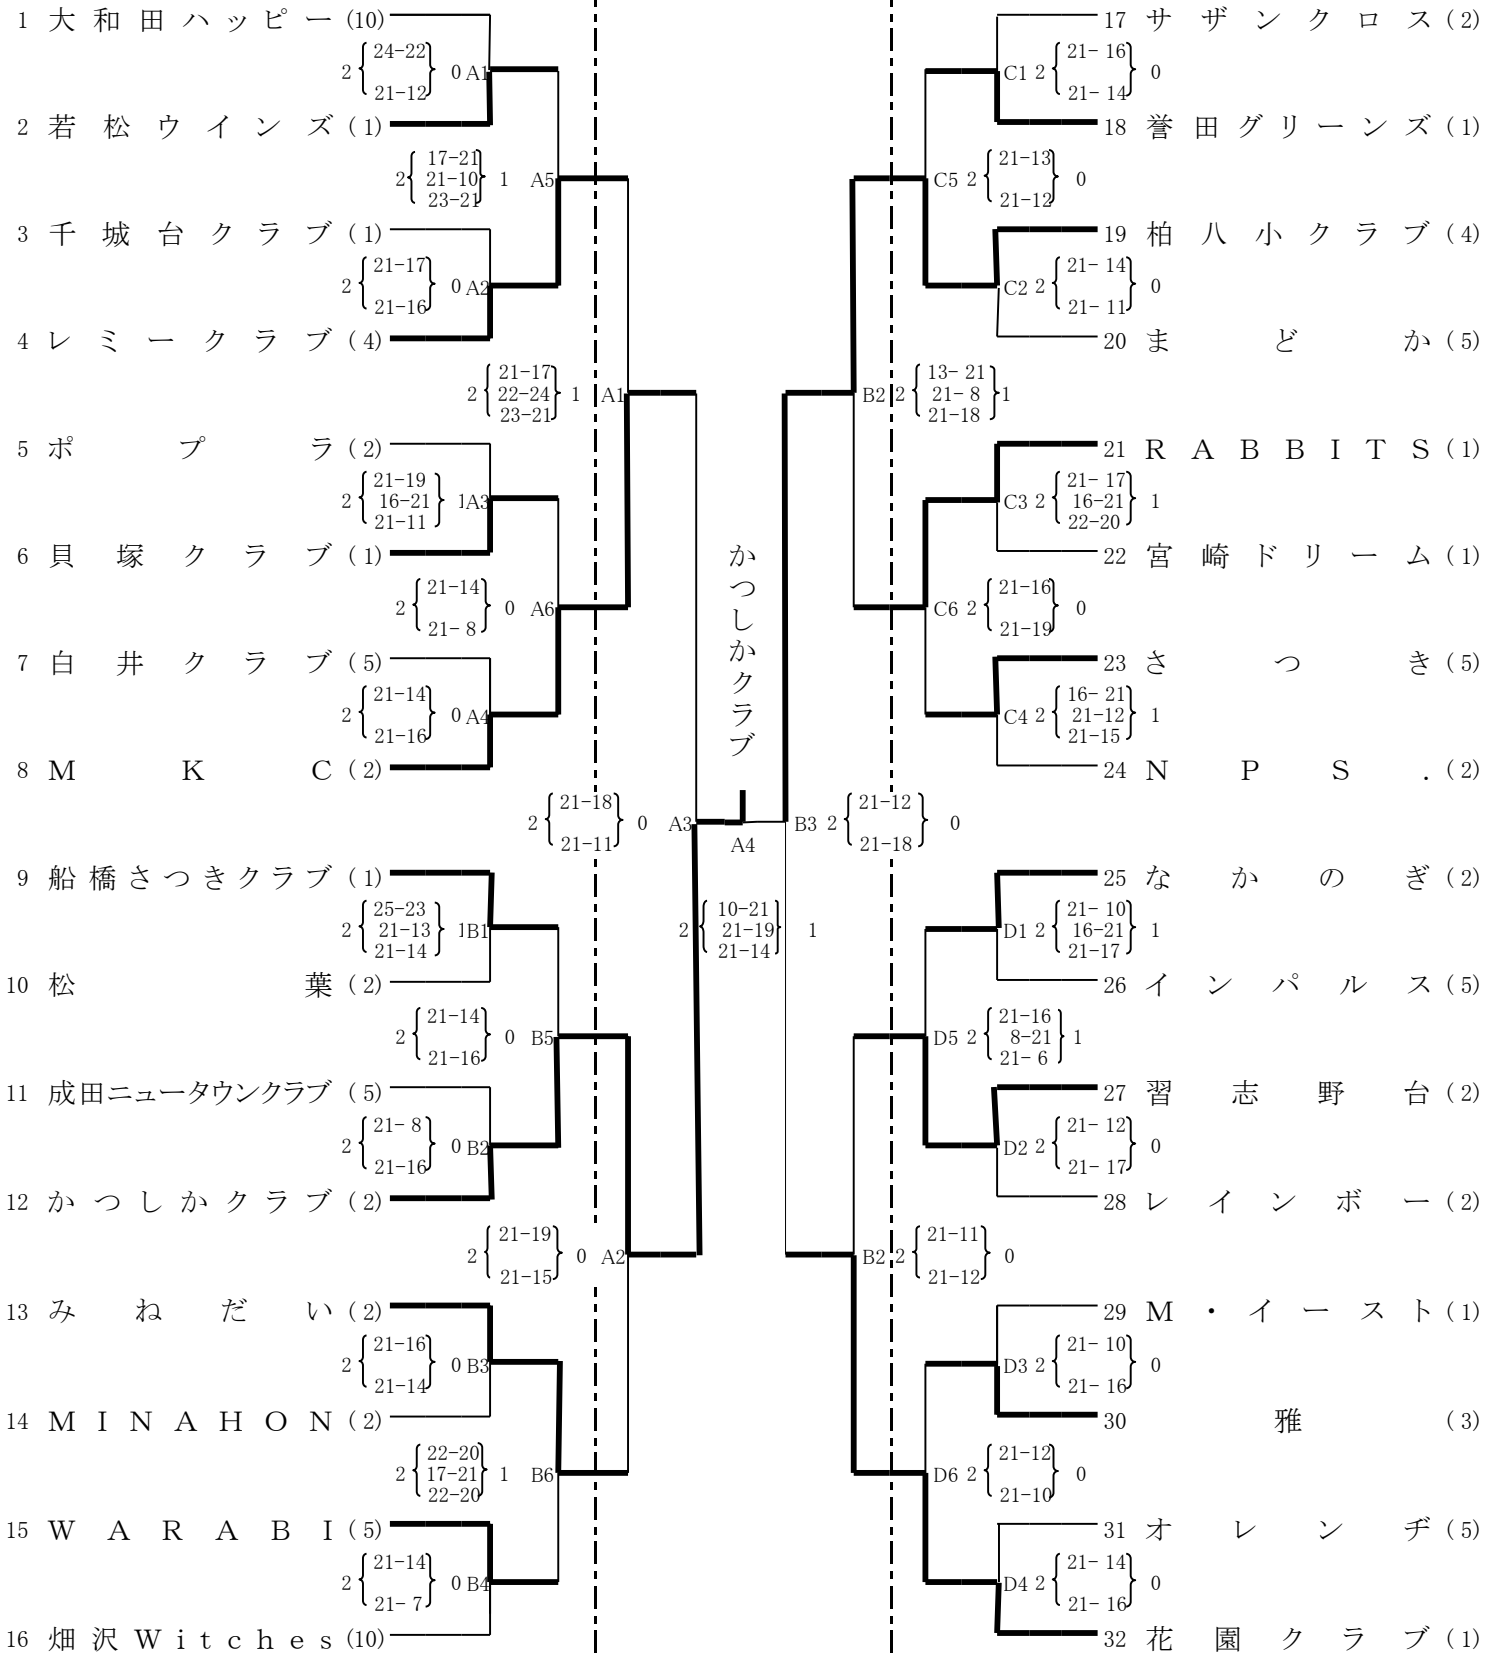 1 大和田ハッピー (10)
24-22
2 0 A1
21-12
2 若松ウインズ (1)
17-21
2 21-10 1 A5
23-21
3 千城台クラブ (1)
21-17
2 0 A2
21-16
4 レミークラブ (4)
21-17
2 22-24 1 A1
23-21
5 ポプラ (2)
21-19
2 16-21 1 A3
21-11
6 貝塚クラブ (1)
21-14
2 0 A6
21- 8
7 白井クラブ (5)
21-14
2 0 A4
21-16
8 MKC (2)
21-18
2 0 A3
21-11
9 船橋さつきクラブ (1)
25-23
2 21-13 1 B1
21-14
10 松葉 (2)
21-14
2 0 B5
21-16
11 成田ニュータウンクラブ (5)
21- 8
2 0 B2
21-16
12 かつしかクラブ (2)
21-19
2 0 A2
21-15
13 みねだい (2)
21-16
2 0 B3
21-14
14 MINAHON (2)
22-20
2 17-21 1 B6
22-20
15 WARABI (5)
21-14
2 0 B4
21- 7
16 畑沢Witches (10)
かつしかクラブ
A4
10-21
2 21-19 1
21-14
17 サザンクロス (2)
21- 16
C1 2 0
21- 14
18 誉田グリーンズ (1)
21-13
C5 2 0
21-12
19 柏八小クラブ (4)
21- 14
C2 2 0
21- 11
20 まどか (5)
13- 21
B2 2 21- 8 1
21-18
21 RABBITS (1)
21- 17
C3 2 16-21 1
22-20
22 宮崎ドリーム (1)
21-16
C6 2 0
21-19
23 さつき (5)
16- 21
C4 2 21-12 1
21-15
24 NPS. (2)
21-12
B3 2 0
21-18
25 なかのぎ (2)
21- 10
D1 2 16-21 1
21-17
26 インパルス (5)
21-16
D5 2 8-21 1
21- 6
27 習志野台 (2)
21- 12
D2 2 0
21- 17
28 レインボー (2)
21-11
B2 2 0
21-12
29 M・イースト (1)
21- 10
D3 2 0
21- 16
30 雅 (3)
21-12
D6 2 0
21-10
31 オレンヂ (5)
21- 14
D4 2 0
21- 16
32 花園クラブ (1)